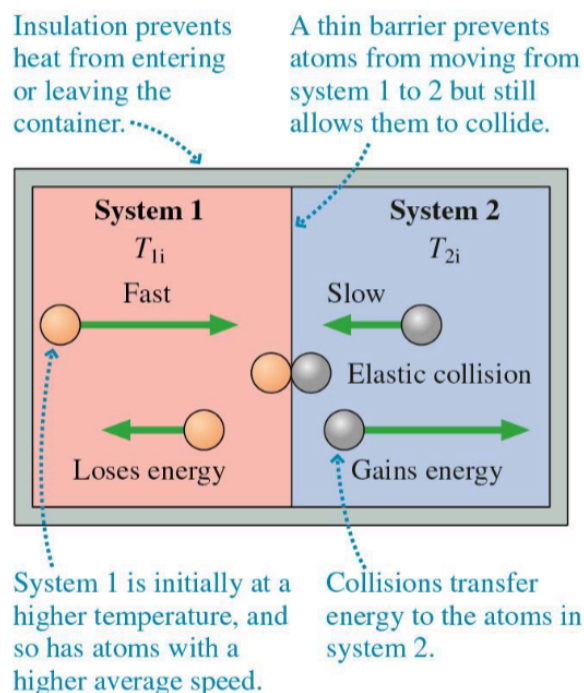 Insulation prevents
heat from entering
or leaving the
container.
A thin barrier prevents
atoms from moving from
system 1 to 2 but still
allows them to collide.
System 1
T1i
Fast
Loses energy
System 2
T2i
Slow
Elastic collision
Gains energy
System 1 is initially at a
higher temperature, and
so has atoms with a
higher average speed.
Collisions transfer
energy to the atoms in
system 2.